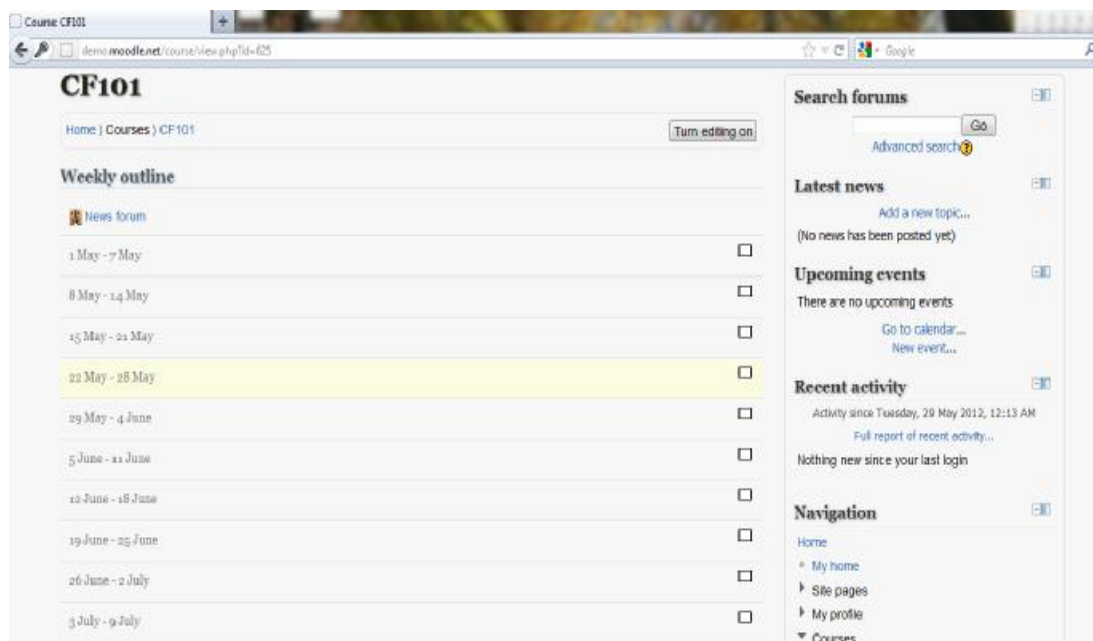 Course CF101
demo.moodle.net/course/view.php?id=625
Google
CF101
Home ) Courses ) CF101
Turn editing on
Weekly outline
News forum
1 May - 7 May
8 May - 14 May
15 May - 21 May
22 May - 28 May
29 May - 4 June
5 June - 11 June
12 June - 18 June
19 June - 25 June
26 June - 2 July
3 July - 9 July
Search forums
Go
Advanced search
Latest news
Add a new topic...
(No news has been posted yet)
Upcoming events
There are no upcoming events
Go to calendar...
New event...
Recent activity
Activity since Tuesday, 29 May 2012, 12:13 AM
Full report of recent activity...
Nothing new since your last login
Navigation
Home
My home
Site pages
My profile
Courses